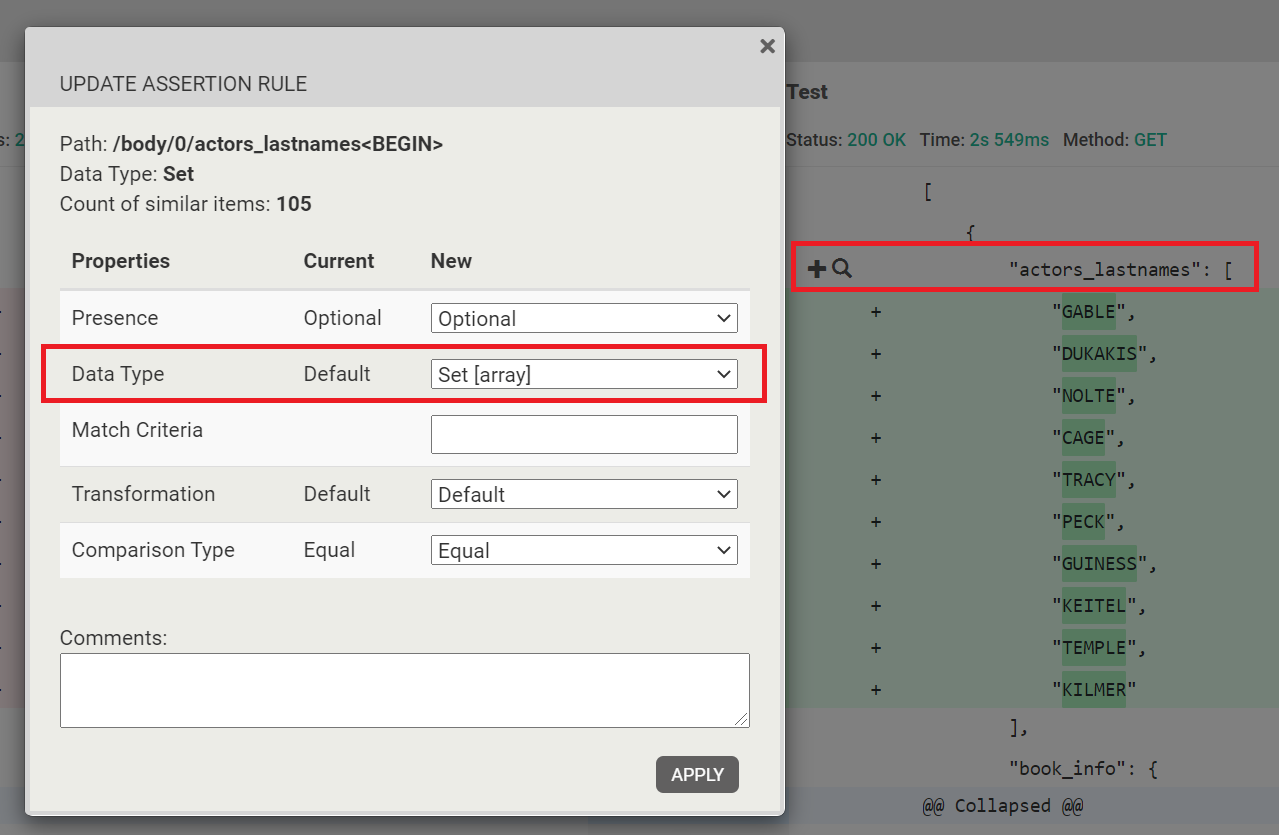 ×
UPDATE ASSERTION RULE
Path: /body/0/actors_lastnames<BEGIN>
Data Type: Set
Count of similar items: 105
Properties Current New
Presence Optional Optional
Data Type Default Set [array]
Match Criteria
Transformation Default Default
Comparison Type Equal Equal
Comments:
APPLY
s: 2
Test
Status: 200 OK Time: 2s 549ms Method: GET
[
{
"actors_lastnames": [
+ "GABLE",
+ "DUKAKIS",
+ "NOLTE",
+ "CAGE",
+ "TRACY",
+ "PECK",
+ "GUINESS",
+ "KEITEL",
+ "TEMPLE",
+ "KILMER"
],
"book_info": {
@@ Collapsed @@